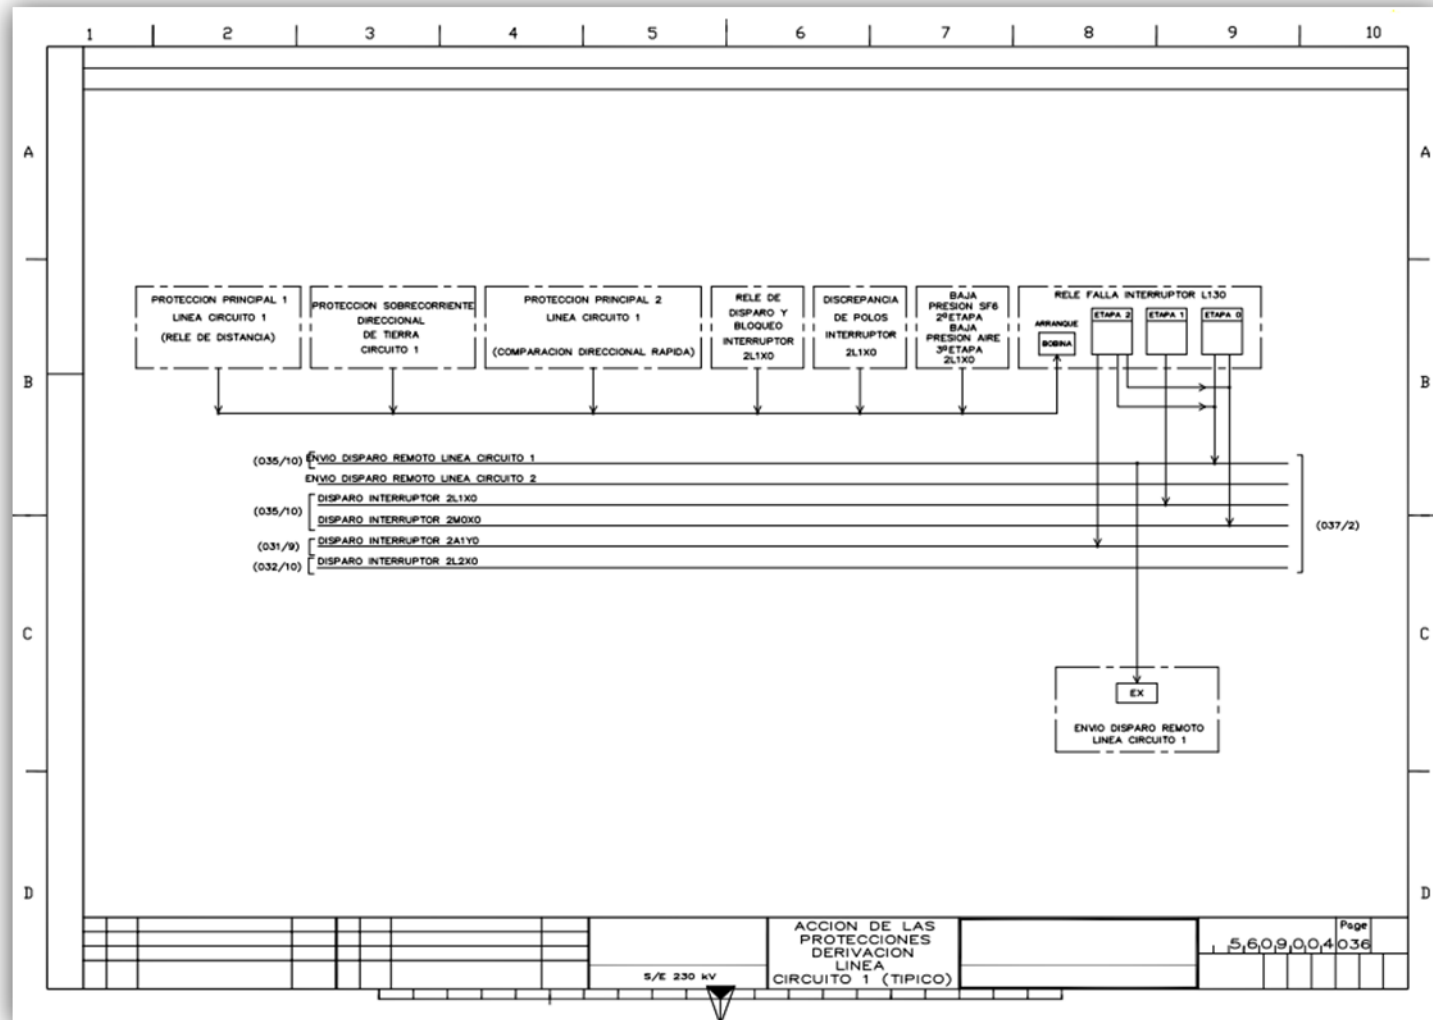 1 2 3 4 5 6 7 8 9 10
A A
PROTECCION PRINCIPAL 1
LINEA CIRCUITO 1
(RELE DE DISTANCIA)
PROTECCION SOBRECORRIENTE
DIRECCIONAL
DE TIERRA
CIRCUITO 1
PROTECCION PRINCIPAL 2
LINEA CIRCUITO 1
(COMPARACION DIRECCIONAL RAPIDA)
RELE DE
DISPARO Y
BLOQUEO
INTERRUPTOR
2L1X0
DISCREPANCIA
DE POLOS
INTERRUPTOR
2L1X0
BAJA
PRESION SF6
2ªETAPA
BAJA
PRESION AIRE
3ªETAPA
2L1X0
RELE FALLA INTERRUPTOR L130
ARRANQUE
BOBINA
ETAPA 2
ETAPA 1
ETAPA 0
B B
(035/10) ENVIO DISPARO REMOTO LINEA CIRCUITO 1
ENVIO DISPARO REMOTO LINEA CIRCUITO 2
(035/10) DISPARO INTERRUPTOR 2L1X0
DISPARO INTERRUPTOR 2M0X0
(031/9) DISPARO INTERRUPTOR 2A1Y0
(032/10) DISPARO INTERRUPTOR 2L2X0
(037/2)
C C
EX
ENVIO DISPARO REMOTO
LINEA CIRCUITO 1
D D
S/E 230 KV
ACCION DE LAS
PROTECCIONES
DERIVACION
LINEA
CIRCUITO 1 (TIPICO)
Page
5609004 036